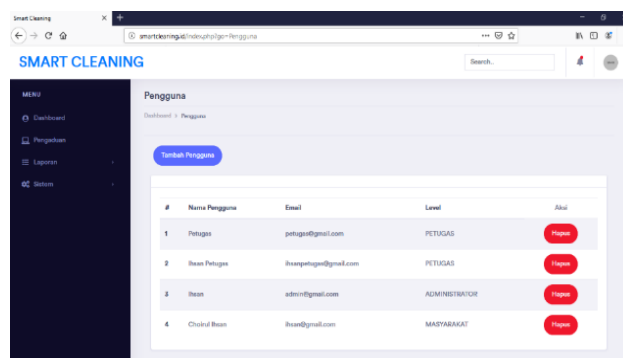 Smart Cleaning
smartcleaning.id/index.php?go=Pengguna
SMART CLEANING
Search..
MENU
Dashboard
Pengaduan
Laporan
Sistem
Pengguna
Dashboard > Pengguna
Tambah Pengguna
# Nama Pengguna Email Level Aksi
1 Petugas petugas@gmail.com PETUGAS Hapus
2 Ihsan Petugas ihsanpetugas@gmail.com PETUGAS Hapus
3 Ihsan admin@gmail.com ADMINISTRATOR Hapus
4 Choirul Ihsan ihsan@gmail.com MASYARAKAT Hapus